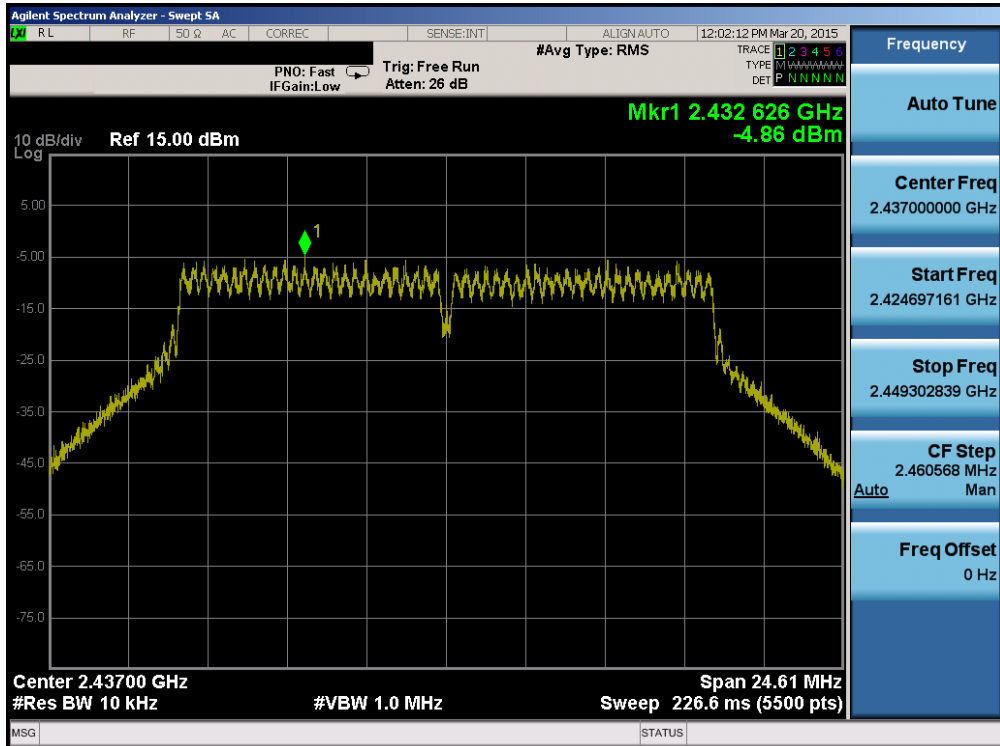 Agilent Spectrum Analyzer - Swept SA
LXI RL RF 50 Ω AC CORREC SENSE:INT ALIGN AUTO 12:02:12 PM Mar 20, 2015
#Avg Type: RMS TRACE 1 2 3 4 5 6
PNO: Fast Trig: Free Run TYPE M
IFGain:Low Atten: 26 dB DET P N N N N N
Mkr1 2.432 626 GHz
-4.86 dBm
10 dB/div Ref 15.00 dBm
Log
1
5.00
-5.00
-15.0
-25.0
-35.0
-45.0
-55.0
-65.0
-75.0
Center 2.43700 GHz Span 24.61 MHz
#Res BW 10 kHz #VBW 1.0 MHz Sweep 226.6 ms (5500 pts)
MSG STATUS
Frequency
Auto Tune
Center Freq
2.437000000 GHz
Start Freq
2.424697161 GHz
Stop Freq
2.449302839 GHz
CF Step
2.460568 MHz
Auto Man
Freq Offset
0 Hz